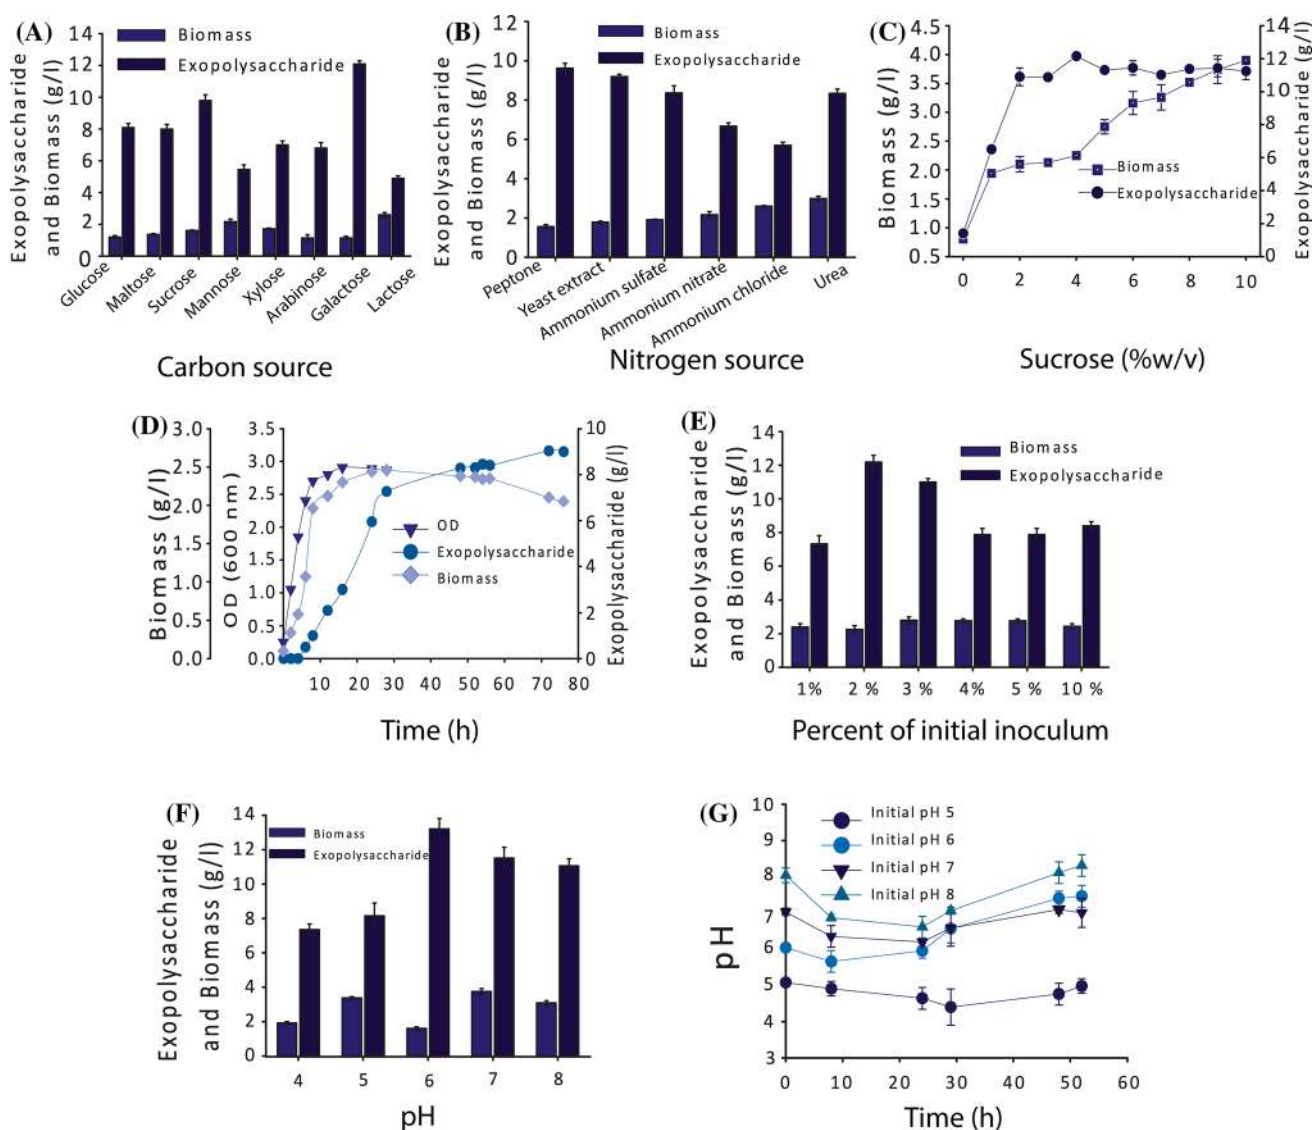 (A)
Exopolysaccharide
and Biomass (g/l)
Biomass
Exopolysaccharide
14
12
10
8
6
4
2
0
Glucose
Maltose
Sucrose
Mannose
Xylose
Arabinose
Galactose
Lactose
Carbon source
(B)
Exopolysaccharide
and Biomass (g/l)
Biomass
Exopolysaccharide
12
10
8
6
4
2
0
Peptone
Yeast extract
Ammonium sulfate
Ammonium nitrate
Ammonium chloride
Urea
Nitrogen source
(C)
Biomass (g/l)
4.5
4.0
3.5
3.0
2.5
2.0
1.5
1.0
0.5
Biomass
Exopolysaccharide
14
12
10
8
6
4
2
0
Exopolysaccharide (g/l)
0 2 4 6 8 10
Sucrose (%w/v)
(D)
Biomass (g/l)
3.0
2.5
2.0
1.5
1.0
0.5
0.0
OD (600 nm)
3.5
3.0
2.5
2.0
1.5
1.0
0.5
0.0
OD
Exopolysaccharide
Biomass
10
8
6
4
2
0
Exopolysaccharide (g/l)
10 20 30 40 50 60 70 80
Time (h)
(E)
Exopolysaccharide
and Biomass (g/l)
Biomass
Exopolysaccharide
14
12
10
8
6
4
2
0
1% 2 % 3 % 4% 5 % 10 %
Percent of initial inoculum
(F)
Exopolysaccharide
and Biomass (g/l)
Biomass
Exopolysaccharide
14
12
10
8
6
4
2
0
4 5 6 7 8
pH
(G)
pH
Initial pH 5
Initial pH 6
Initial pH 7
Initial pH 8
10
9
8
7
6
5
4
3
0 10 20 30 40 50 60
Time (h)